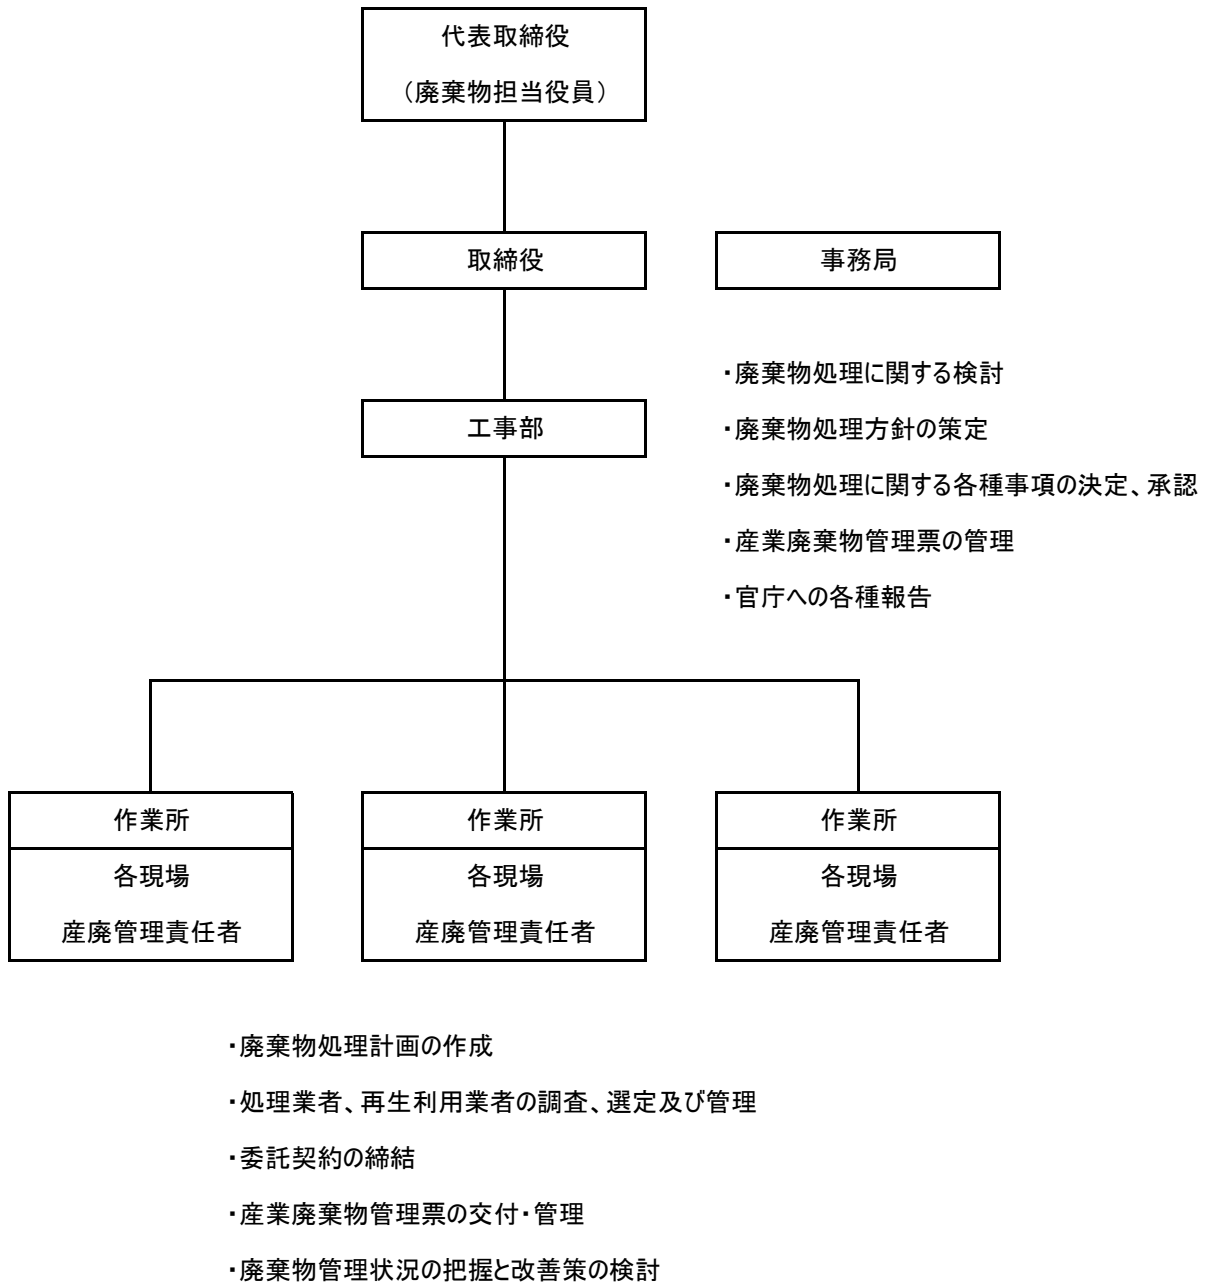 代表取締役
（廃棄物担当役員）
取締役
事務局
・廃棄物処理に関する検討
工事部
・廃棄物処理方針の策定
・廃棄物処理に関する各種事項の決定、承認
・産業廃棄物管理票の管理
・官庁への各種報告
作業所
作業所
作業所
各現場
各現場
各現場
産廃管理責任者
産廃管理責任者
産廃管理責任者
・廃棄物処理計画の作成
・処理業者、再生利用業者の調査、選定及び管理
・委託契約の締結
・産業廃棄物管理票の交付・管理
・廃棄物管理状況の把握と改善策の検討